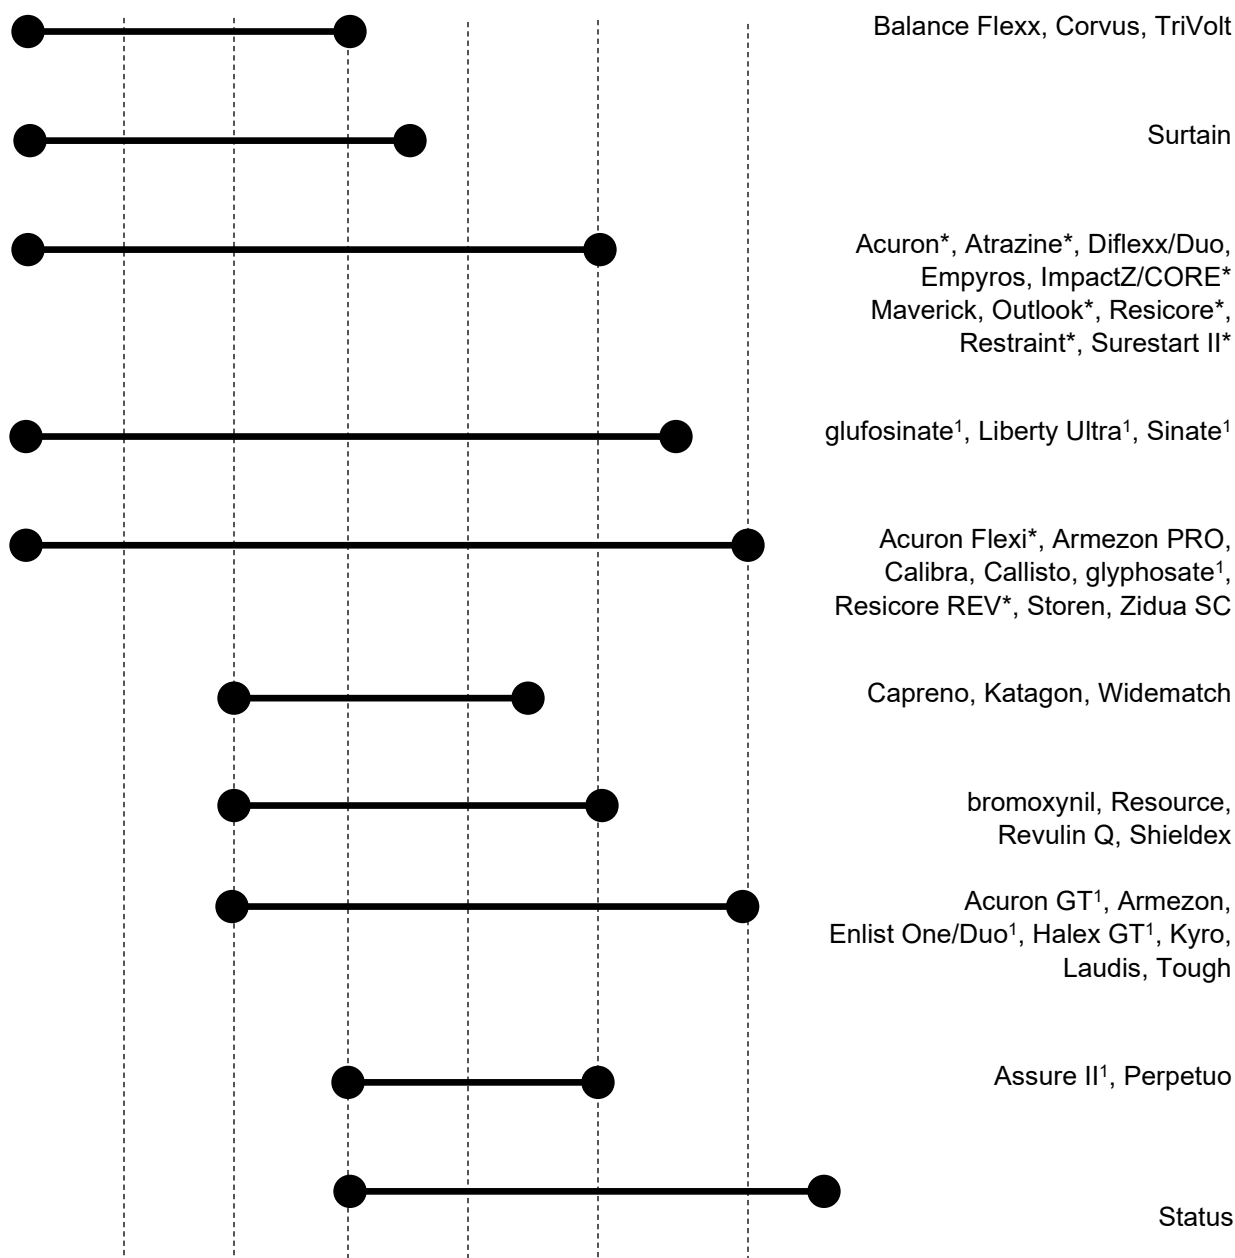 Balance Flexx, Corvus, TriVolt
Surtain
Acuron*, Atrazine*, Diflexx/Duo,
Empyros, ImpactZ/CORE*
Maverick, Outlook*, Resicore*,
Restraint*, Surestart II*
glufosinate¹, Liberty Ultra¹, Sinate¹
Acuron Flexi*, Armezon PRO,
Calibra, Callisto, glyphosate¹,
Resicore REV*, Storen, Zidua SC
Capreno, Katagon, Widematch
bromoxynil, Resource,
Revulin Q, Shieldex
Acuron GT¹, Armezon,
Enlist One/Duo¹, Halex GT¹, Kyro,
Laudis, Tough
Assure II¹, Perpetuo
Status